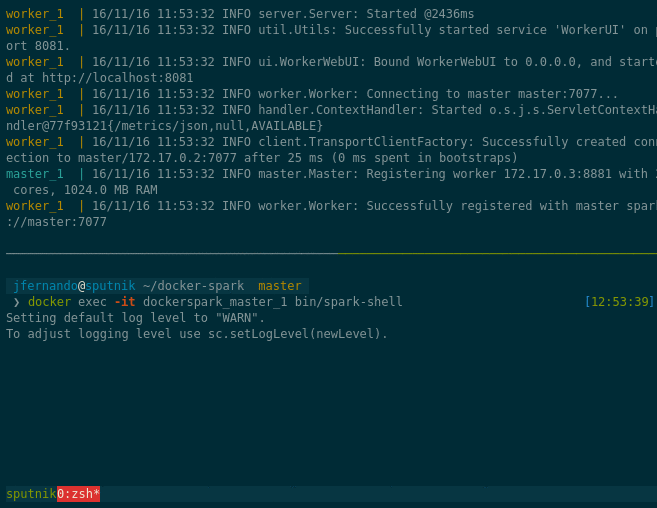 worker_1  | 16/11/16 11:53:32 INFO server.Server: Started @2436ms
worker_1  | 16/11/16 11:53:32 INFO util.Utils: Successfully started service 'WorkerUI' on p
ort 8081.
worker_1  | 16/11/16 11:53:32 INFO ui.WorkerWebUI: Bound WorkerWebUI to 0.0.0.0, and starte
d at http://localhost:8081
worker_1  | 16/11/16 11:53:32 INFO worker.Worker: Connecting to master master:7077...
worker_1  | 16/11/16 11:53:32 INFO handler.ContextHandler: Started o.s.j.s.ServletContextHa
ndler@77f93121{/metrics/json,null,AVAILABLE}
worker_1  | 16/11/16 11:53:32 INFO client.TransportClientFactory: Successfully created conn
ection to master/172.17.0.2:7077 after 25 ms (0 ms spent in bootstraps)
master_1  | 16/11/16 11:53:32 INFO master.Master: Registering worker 172.17.0.3:8881 with
 cores, 1024.0 MB RAM
worker_1  | 16/11/16 11:53:32 INFO worker.Worker: Successfully registered with master spark
://master:7077
jfernando@sputnik ~/docker-spark  master
❯ docker exec -it dockerspark_master_1 bin/spark-shell [12:53:39]
Setting default log level to "WARN".
To adjust logging level use sc.setLogLevel(newLevel).
sputnik 0:zsh*